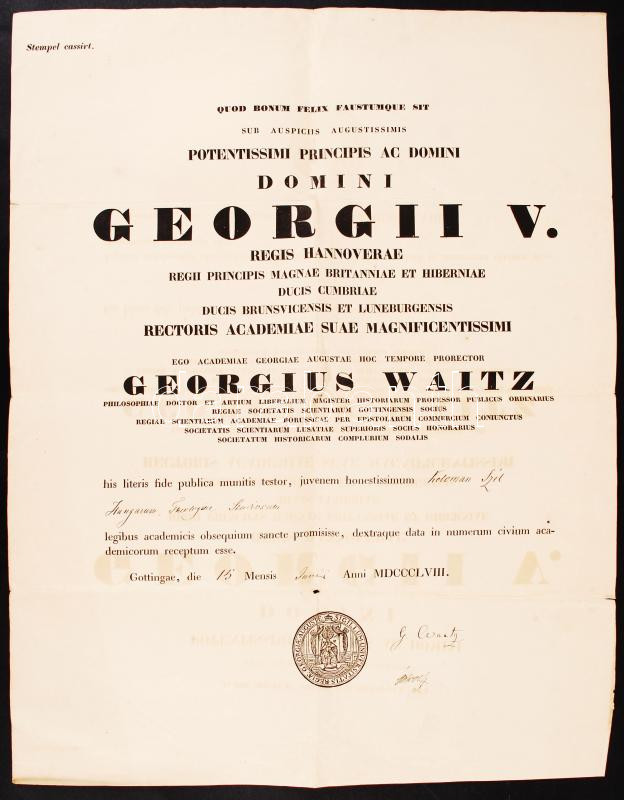 Stempel cassirt.
QUOD BONUM FELIX FAUSTUMQUE SIT
SUB AUSPICIIS AUGUSTISSIMIS
POTENTISSIMI PRINCIPIS AC DOMINI
DOMINI
GEORGII V.
REGIS HANNOVERAE
REGII PRINCIPIS MAGNAE BRITANNIAE ET HIBERNIAE
DUCIS CUMBRIAE
DUCIS BRUNSVICENSIS ET LUNEBURGENSIS
RECTORIS ACADEMIAE SUAE MAGNIFICENTISSIMI
EGO ACADEMIAE GEORGIAE AUGUSTAE HOC TEMPORE PRORECTOR
GEORGIUS WAITZ
PHILOSOPHIAE DOCTOR ET ARTIUM LIBERALIUM MAGISTER HISTORIARUM PROFESSOR PUBLICUS ORDINARIUS
REGIAE SOCIETATIS SCIENTIARUM GOTTINGENSIS SOCIUS
REGIAE SCIENTIARUM ACADEMIAE BORUSSICAE PER EPISTOLARUM COMMERCIUM CONIUNCTUS
SOCIETATIS SCIENTIARUM LUSATIAE SUPERIORIS SOCIUS HONORARIUS
SOCIETATUM HISTORICARUM COMPLURIUM SODALIS
his literis fide publica munitis testor, juvenem honestissimum Koloman
Hungarum
legibus academicis obsequium sancte promisisse, dextraque data in numerum civium aca-
demicorum receptum esse.
Gottingae, die 15 Mensis Anni MDCCCLVIII.
G Waitz